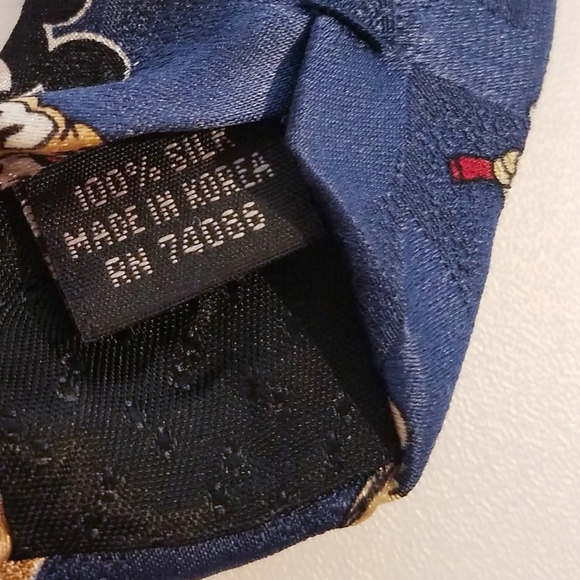 100% SILK
MADE IN KOREA
RN 74086